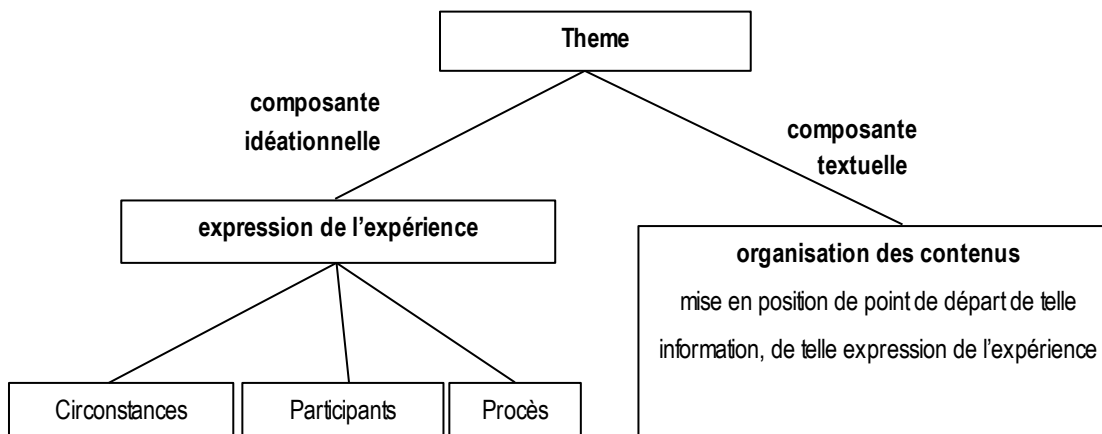 Theme
composante
idéationnelle
composante
textuelle
expression de l'expérience
organisation des contenus
mise en position de point de départ de telle
information, de telle expression de l'expérience
Circonstances
Participants
Procès